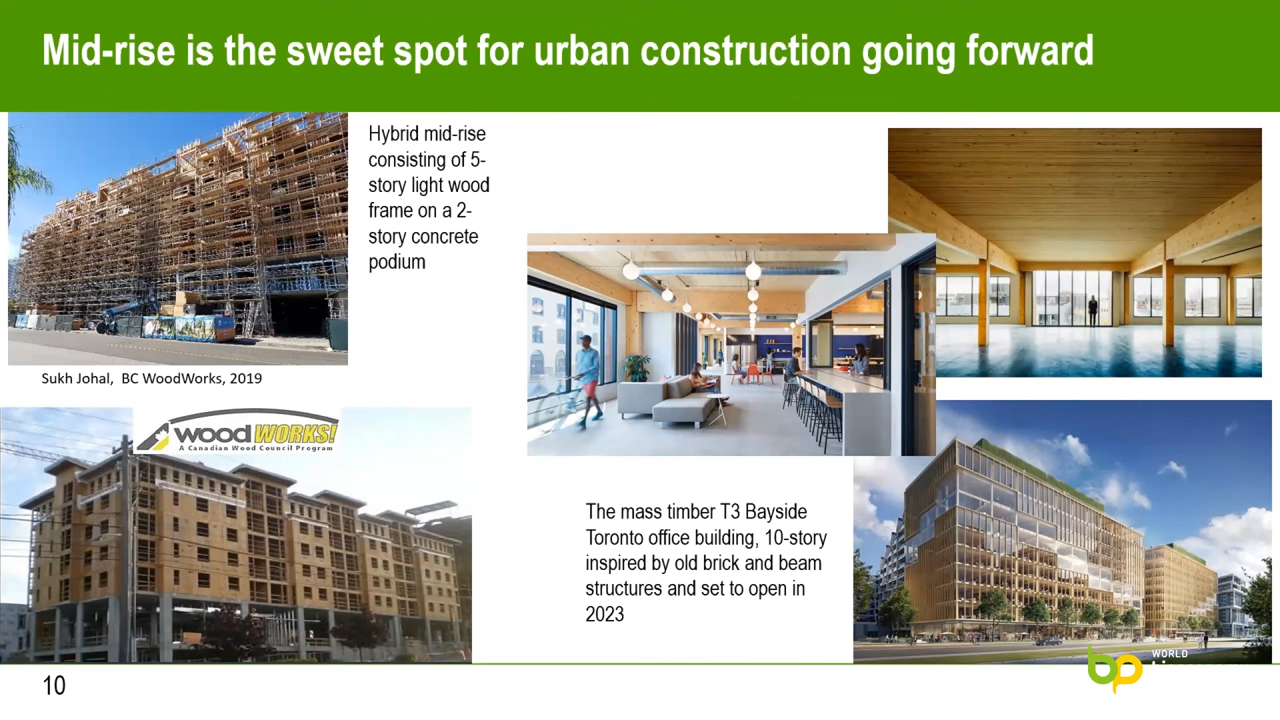 Mid-rise is the sweet spot for urban construction going forward
Hybrid mid-rise
consisting of 5-
story light wood
frame on a 2-
story concrete
podium
Sukh Johal, BC WoodWorks, 2019
wood WORKS!
A Canadian Wood Council Program
The mass timber T3 Bayside
Toronto office building, 10-story
inspired by old brick and beam
structures and set to open in
2023
10
bp WORLD